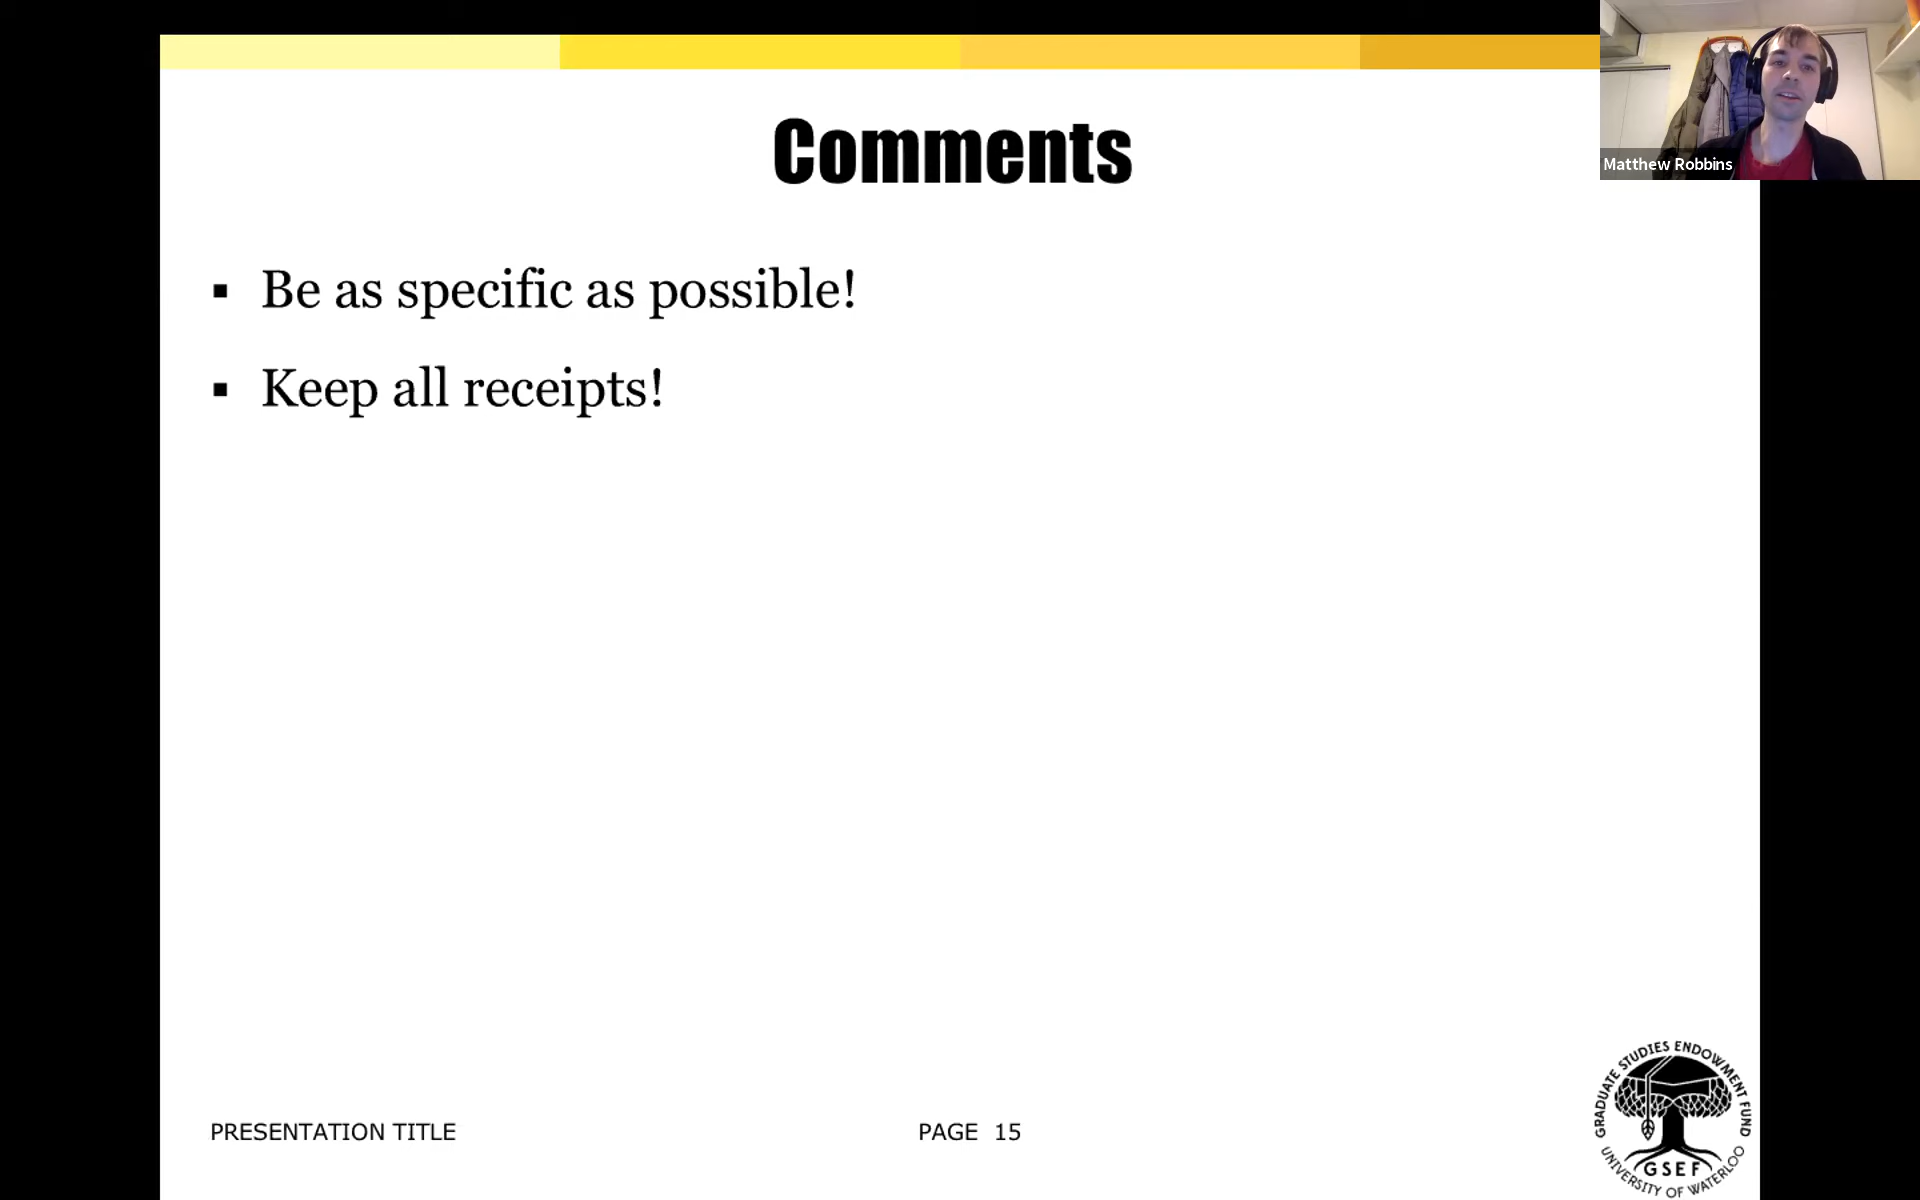 Comments
Matthew Robbins
▪ Be as specific as possible!
▪ Keep all receipts!
PRESENTATION TITLE
PAGE 15
GRADUATE STUDIES ENDOWMENT FUND
GSEF
UNIVERSITY OF WATERLOO